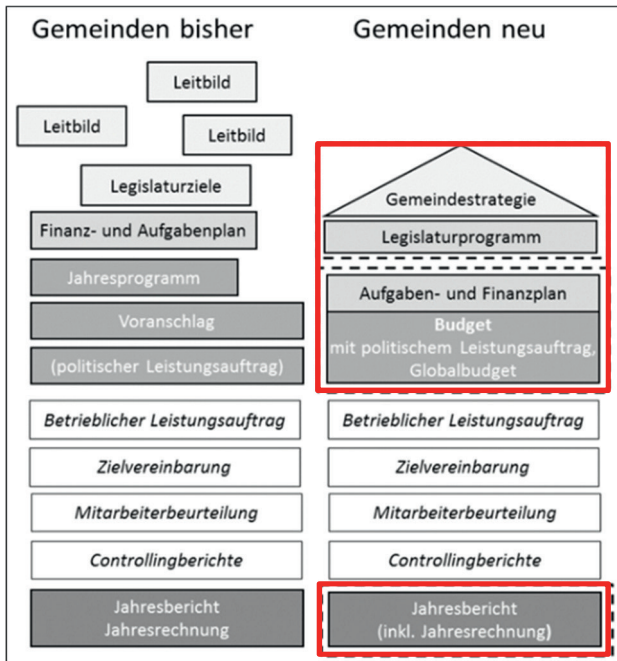 Gemeinden bisher
Leitbild
Leitbild
Leitbild
Legislaturziele
Finanz- und Aufgabenplan
Jahresprogramm
Voranschlag
(politischer Leistungsauftrag)
Betrieblicher Leistungsauftrag
Zielvereinbarung
Mitarbeiterbeurteilung
Controllingberichte
Jahresbericht
Jahresrechnung
Gemeinden neu
Gemeindestrategie
Legislaturprogramm
Aufgaben- und Finanzplan
Budget
mit politischem Leistungsauftrag,
Globalbudget
Betrieblicher Leistungsauftrag
Zielvereinbarung
Mitarbeiterbeurteilung
Controllingberichte
Jahresbericht
(inkl. Jahresrechnung)